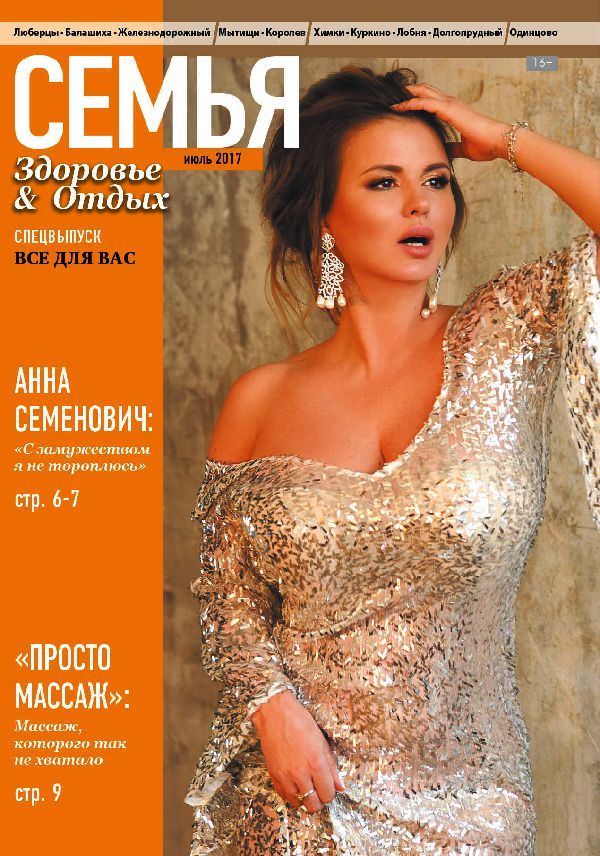 Люберцы • Балашиха • Железнодорожный | Мытищи • Королев | Химки • Куркино • Лобня • Долгопрудный | Одинцово
16+
СЕМЬЯ
июль 2017
Здоровье
& Отдых
СПЕЦВЫПУСК
ВСЕ ДЛЯ ВАС
АННА
СЕМЕНОВИЧ:
«С замужеством
я не тороплюсь»
стр. 6-7
«ПРОСТО
МАССАЖ»:
Массаж,
которого так
не хватало
стр. 9